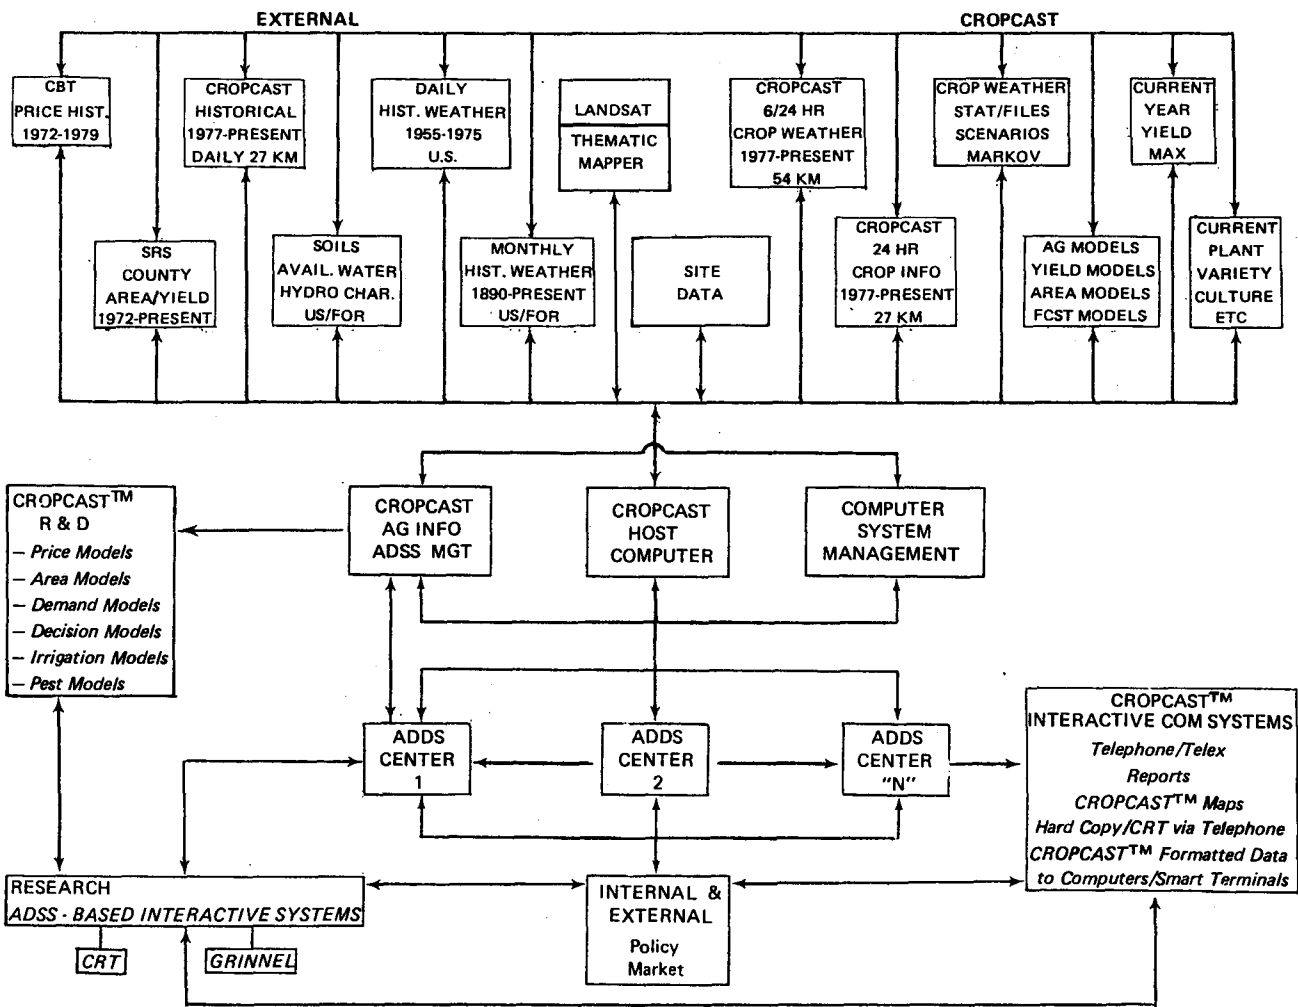 EXTERNAL
CROPCAST
CBT
PRICE HIST.
1972-1979
CROPCAST
HISTORICAL
1977-PRESENT
DAILY 27 KM
DAILY
HIST. WEATHER
1955-1975
U.S.
LANDSAT
THEMATIC
MAPPER
CROPCAST
6/24 HR
CROP WEATHER
1977-PRESENT
54 KM
CROP WEATHER
STAT/FILES
SCENARIOS
MARKOV
CURRENT
YEAR
YIELD
MAX
SRS
COUNTY
AREA/YIELD
1972-PRESENT
SOILS
AVAIL. WATER
HYDRO CHAR.
US/FOR
MONTHLY
HIST. WEATHER
1890-PRESENT
US/FOR
SITE
DATA
CROPCAST
24 HR
CROP INFO
1977-PRESENT
27 KM
AG MODELS
YIELD MODELS
AREA MODELS
FCST MODELS
CURRENT
PLANT
VARIETY
CULTURE
ETC
CROPCAST™
R & D
– Price Models
– Area Models
– Demand Models
– Decision Models
– Irrigation Models
– Pest Models
CROPCAST
AG INFO
ADSS MGT
CROPCAST
HOST
COMPUTER
COMPUTER
SYSTEM
MANAGEMENT
ADDS
CENTER
1
ADDS
CENTER
2
ADDS
CENTER
"N"
CROPCAST™
INTERACTIVE COM SYSTEMS
Telephone/Telex
Reports
CROPCAST™ Maps
Hard Copy/CRT via Telephone
CROPCAST™ Formatted Data
to Computers/Smart Terminals
RESEARCH
ADSS - BASED INTERACTIVE SYSTEMS
CRT
GRINNEL
INTERNAL &
EXTERNAL
Policy
Market